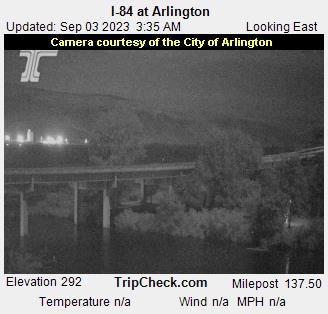 I-84 at Arlington
Updated: Sep 03 2023 3:35 AM Looking East
Camera courtesy of the City of Arlington
Elevation 292 TripCheck.com Milepost 137.50
Temperature n/a Wind n/a MPH n/a